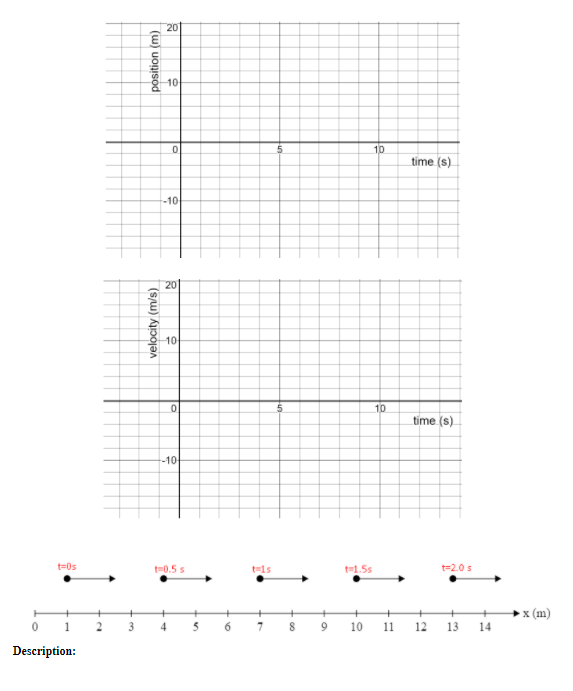 20
position (m)
10
0 5 10
time (s)
-10
20
velocity (m/s)
10
0 5 10
time (s)
-10
t=0s t=0.5 s t=1s t=1.5s t=2.0 s
x (m)
0 1 2 3 4 5 6 7 8 9 10 11 12 13 14
Description: